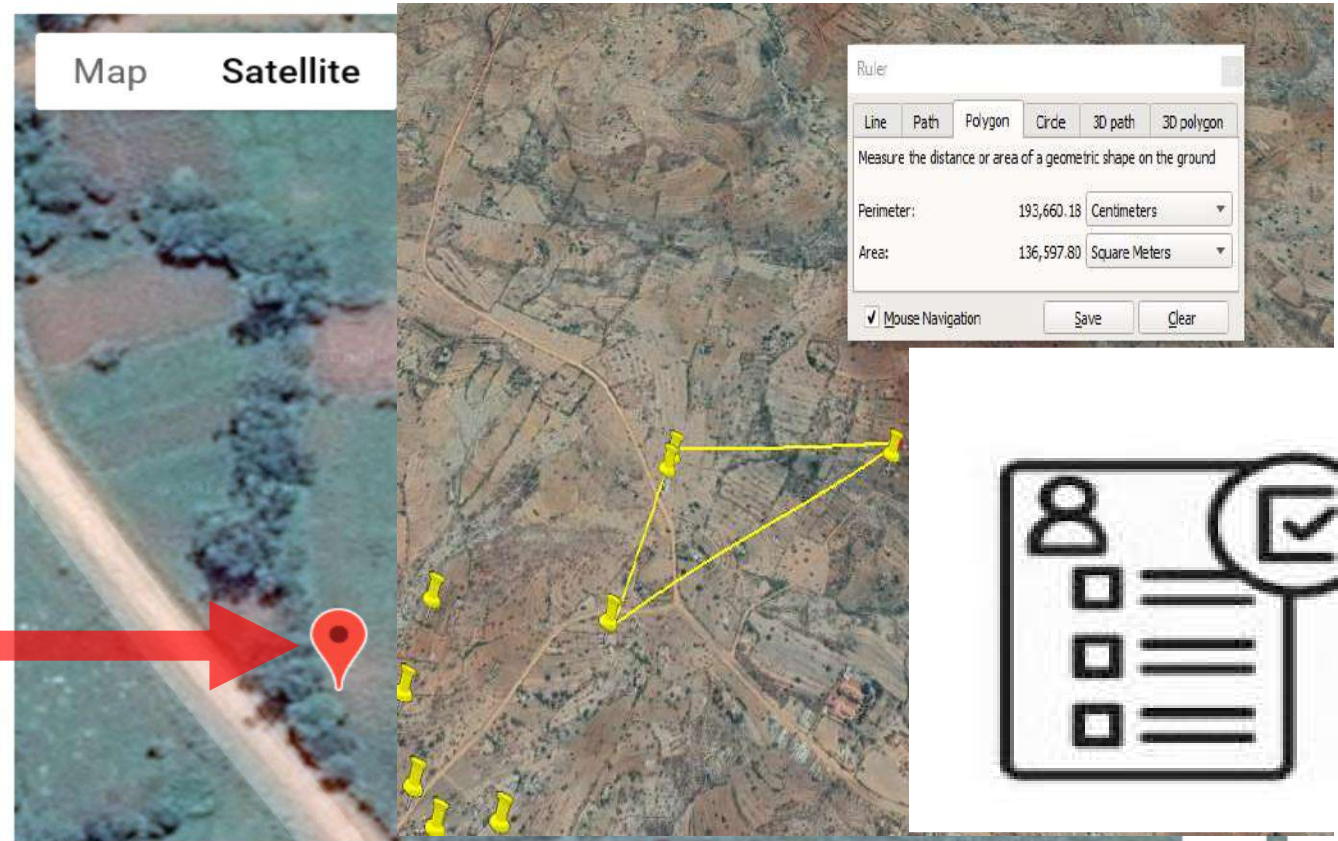 Map Satellite
Ruler
Line Path Polygon Circle 3D path 3D polygon
Measure the distance or area of a geometric shape on the ground
Perimeter: 193,660.18 Centimeters
Area: 136,597.80 Square Meters
Mouse Navigation Save Clear